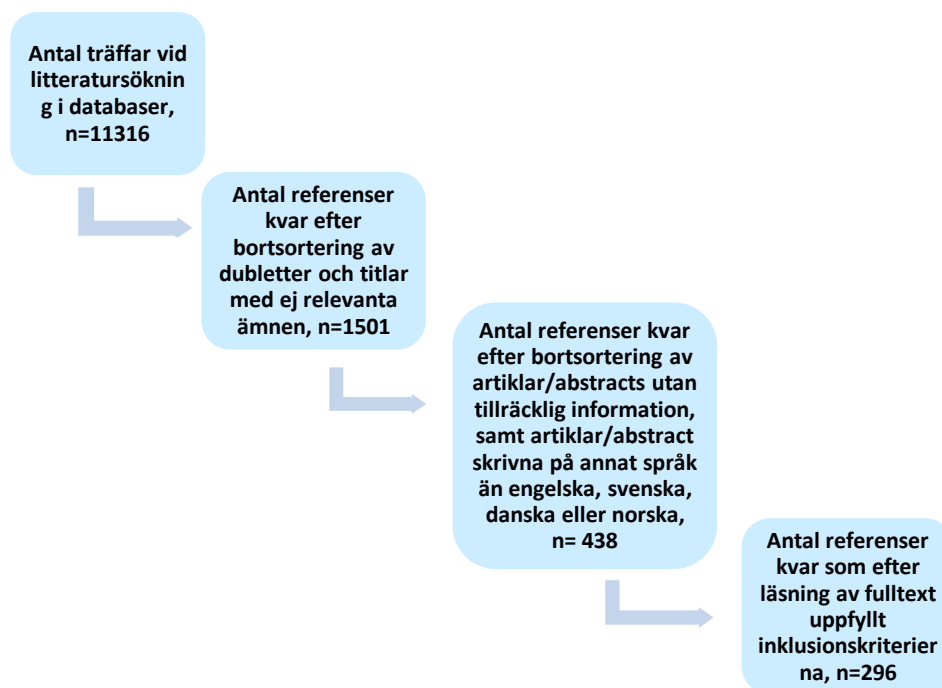 Antal träffar vid
litteratursöknin
g i databaser,
n=11316
Antal referenser
kvar efter
bortsortering av
dubletter och titlar
med ej relevanta
ämnen, n=1501
Antal referenser kvar
efter bortsortering av
artiklar/abstracts utan
tillräcklig information,
samt artiklar/abstract
skrivna på annat språk
än engelska, svenska,
danska eller norska,
n= 438
Antal referenser
kvar som efter
läsning av fulltext
uppfyllt
inklusionskriterier
na, n=296